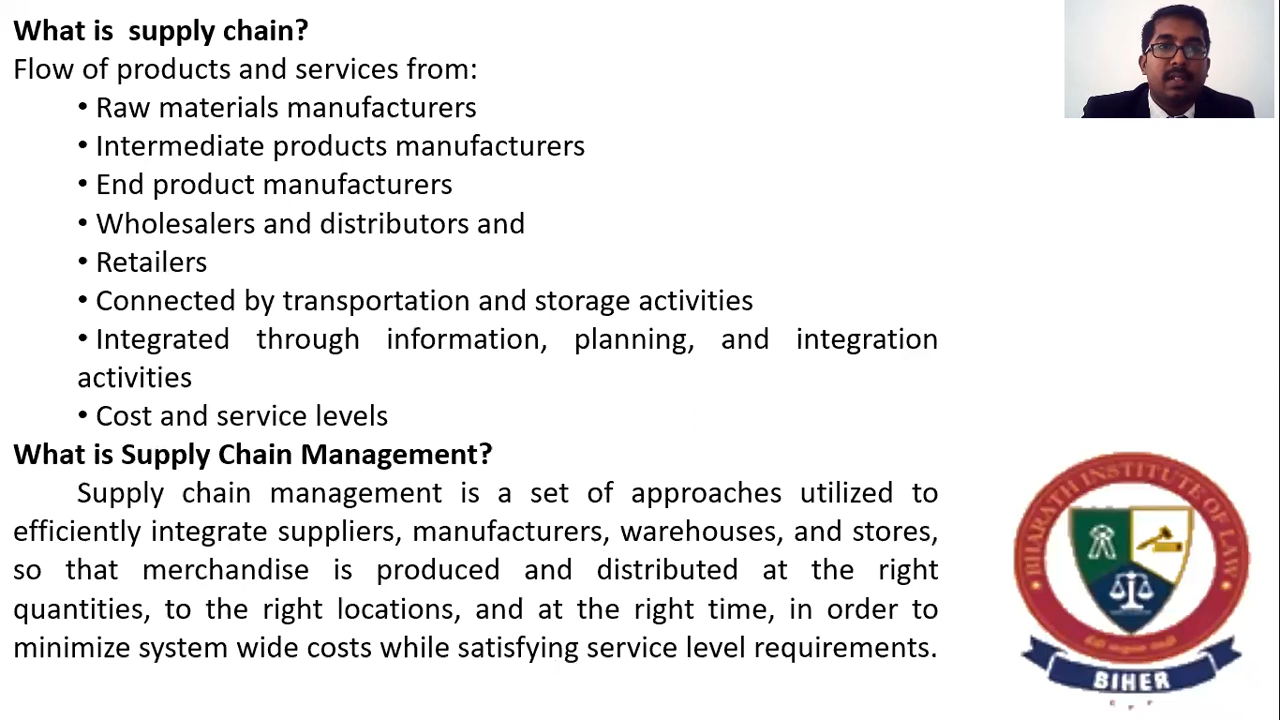 What is  supply chain?
Flow of products and services from:
• Raw materials manufacturers
• Intermediate products manufacturers
• End product manufacturers
• Wholesalers and distributors and
• Retailers
• Connected by transportation and storage activities
• Integrated through information, planning, and integration
activities
• Cost and service levels
What is Supply Chain Management?
Supply chain management is a set of approaches utilized to
efficiently integrate suppliers, manufacturers, warehouses, and stores,
so that merchandise is produced and distributed at the right
quantities, to the right locations, and at the right time, in order to
minimize system wide costs while satisfying service level requirements.
BHARATH INSTITUTE OF LAW
BIHER